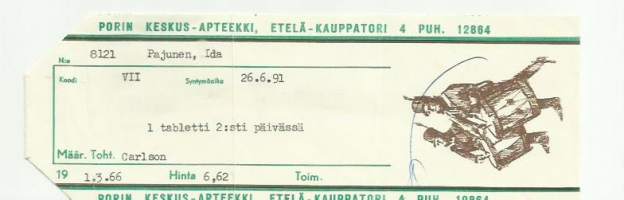 PORIN KESKUS-APTEEKKI, ETELÄ-KAUPPATORI 4 PUH. 12864
N:o 8121 Pajunen, Ida
Koodi VII Syntymäaika 26.6.91
1 tabletti 2:sti päivässä
Määr. Toht. Carlson
19 1.3.66 Hinta 6,62 Toim.
PORIN KESKUS-APTEEKKI, ETELÄ-KAUPPATORI 4 PUH. 12864